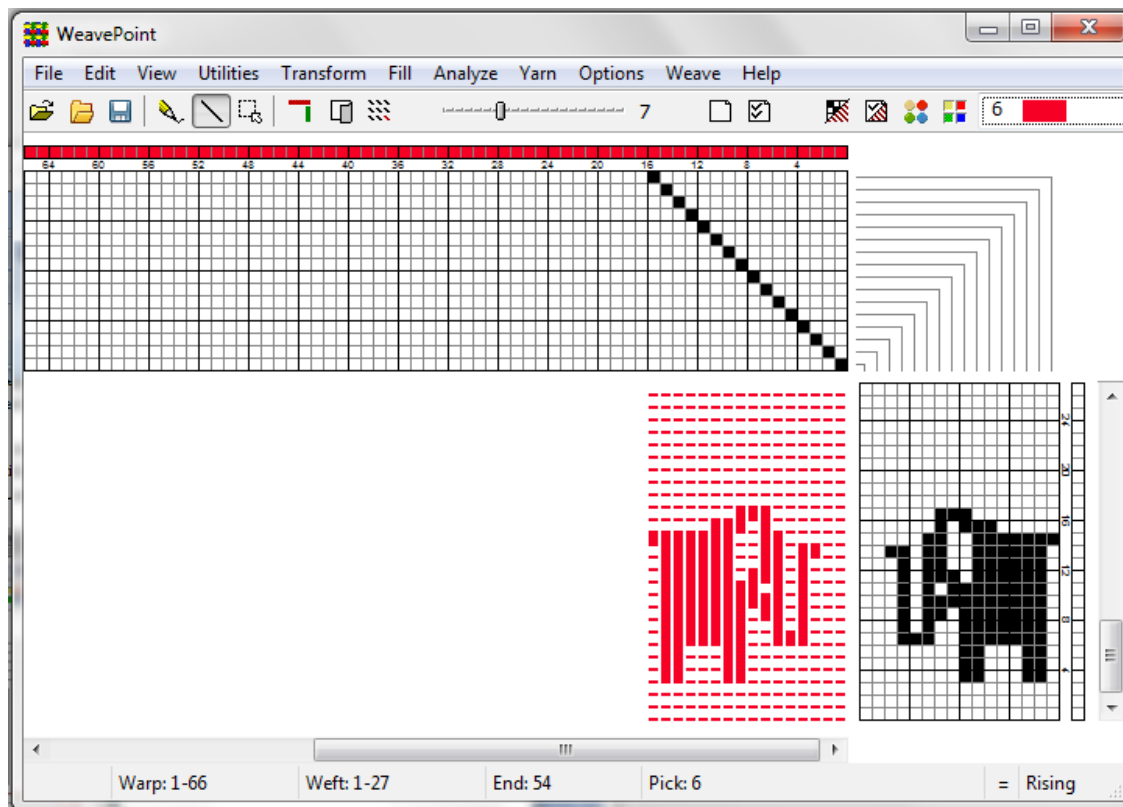 WeavePoint
File Edit View Utilities Transform Fill Analyze Yarn Options Weave Help
7 6
64 60 56 52 48 44 40 36 32 28 24 20 16 12 8 4
24
20
16
12
8
4
Warp: 1-66 Weft: 1-27 End: 54 Pick: 6 = Rising